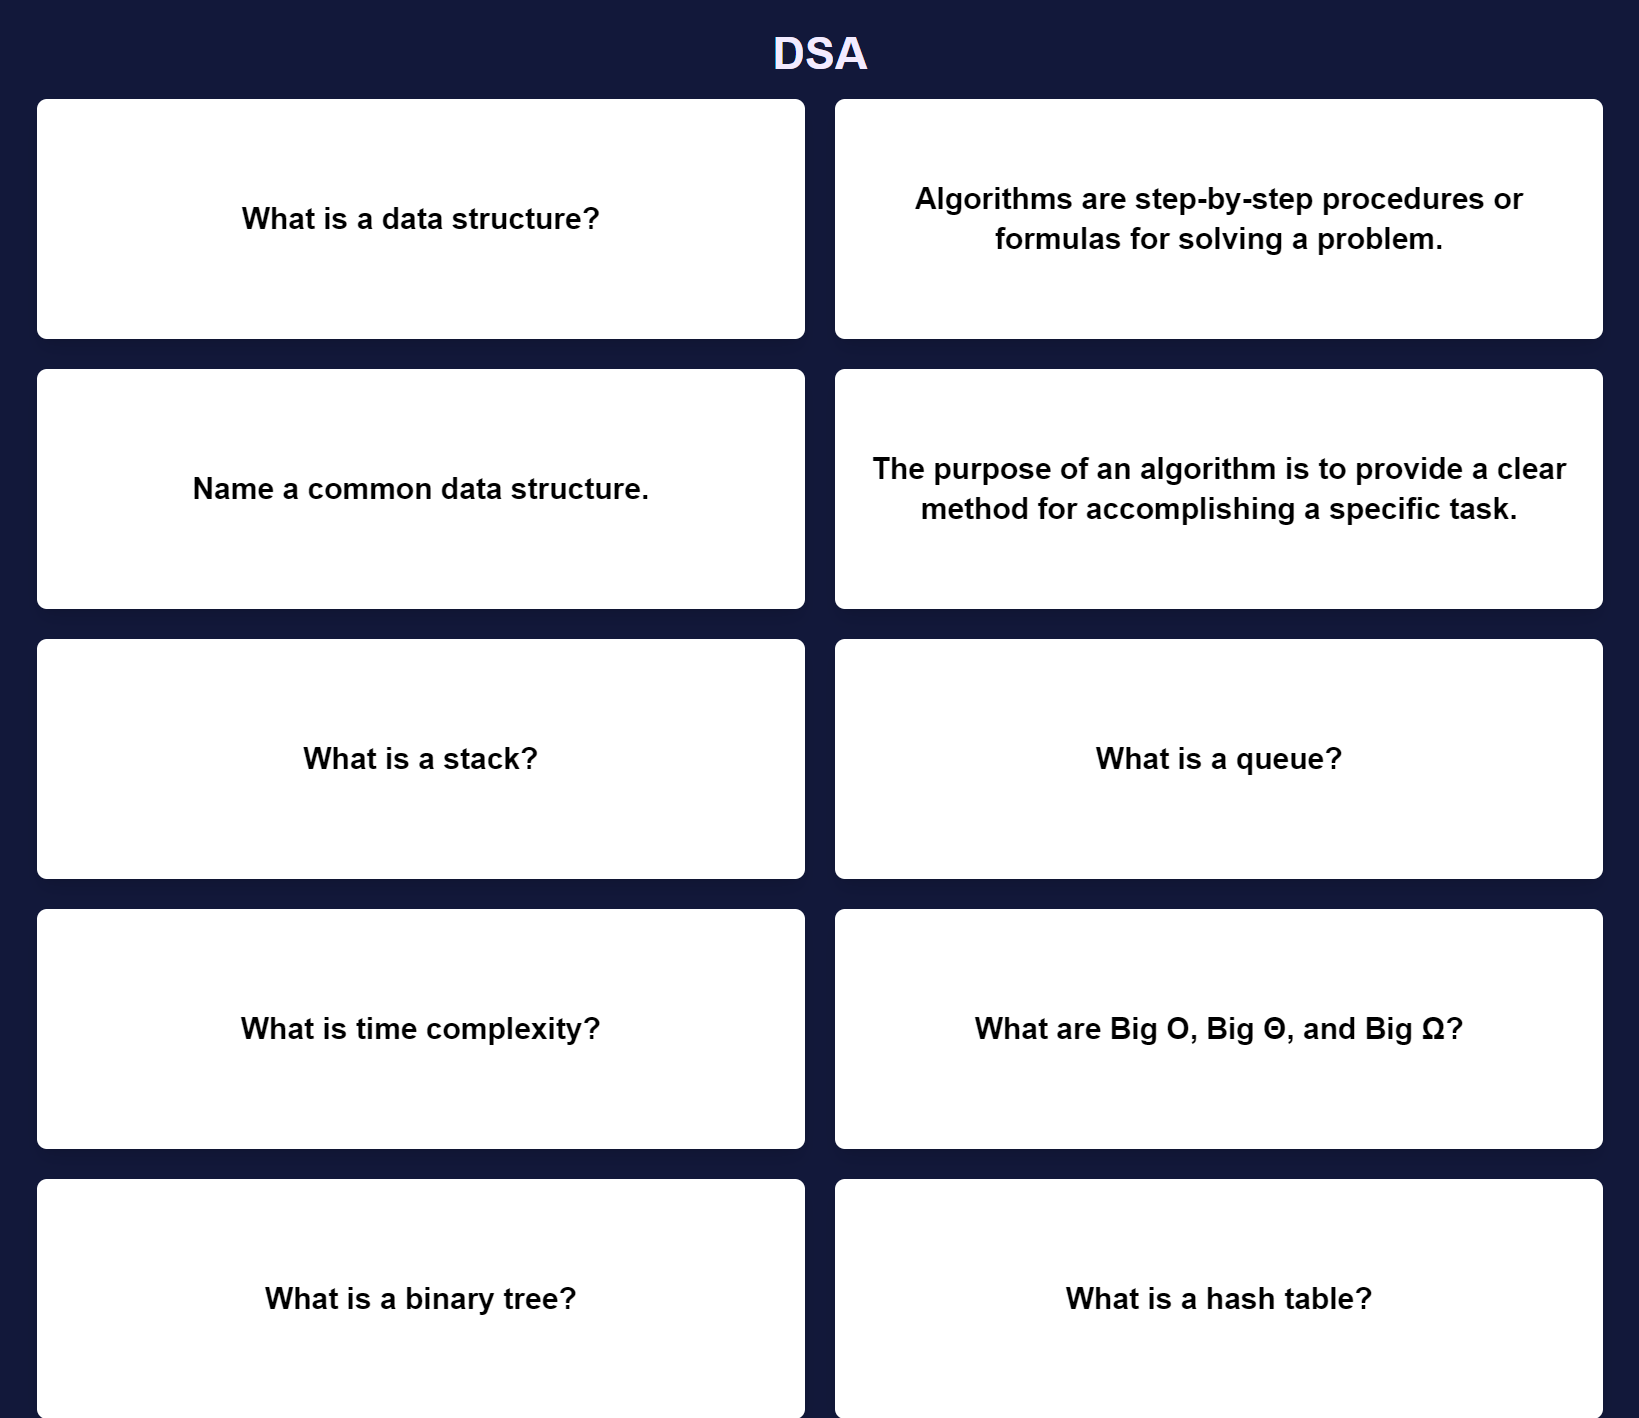 DSA
What is a data structure?
Algorithms are step-by-step procedures or
formulas for solving a problem.
Name a common data structure.
The purpose of an algorithm is to provide a clear
method for accomplishing a specific task.
What is a stack?
What is a queue?
What is time complexity?
What are Big O, Big Θ, and Big Ω?
What is a binary tree?
What is a hash table?